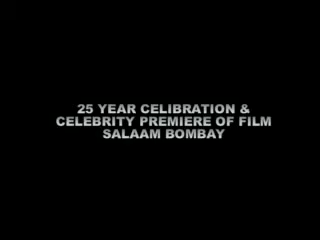 25 YEAR CELIBRATION &
CELEBRITY PREMIERE OF FILM
SALAAM BOMBAY